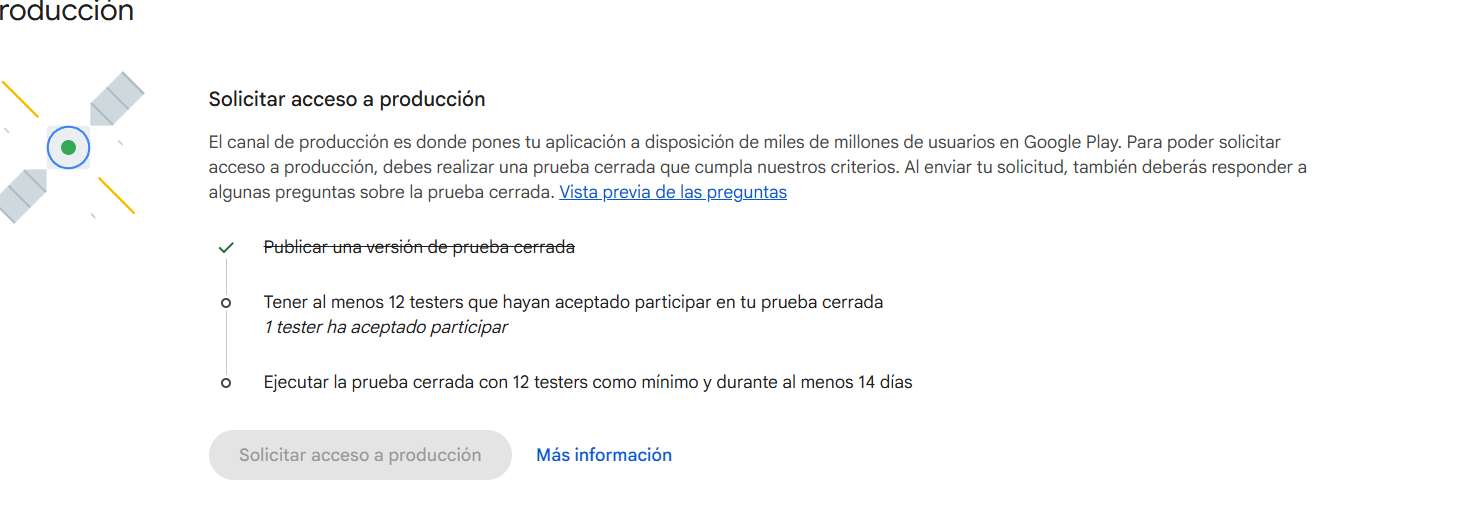 roducción
Solicitar acceso a producción
El canal de producción es donde pones tu aplicación a disposición de miles de millones de usuarios en Google Play. Para poder solicitar
acceso a producción, debes realizar una prueba cerrada que cumpla nuestros criterios. Al enviar tu solicitud, también deberás responder a
algunas preguntas sobre la prueba cerrada. Vista previa de las preguntas
Publicar una versión de prueba cerrada
Tener al menos 12 testers que hayan aceptado participar en tu prueba cerrada
1 tester ha aceptado participar
Ejecutar la prueba cerrada con 12 testers como mínimo y durante al menos 14 días
Solicitar acceso a producción Más información